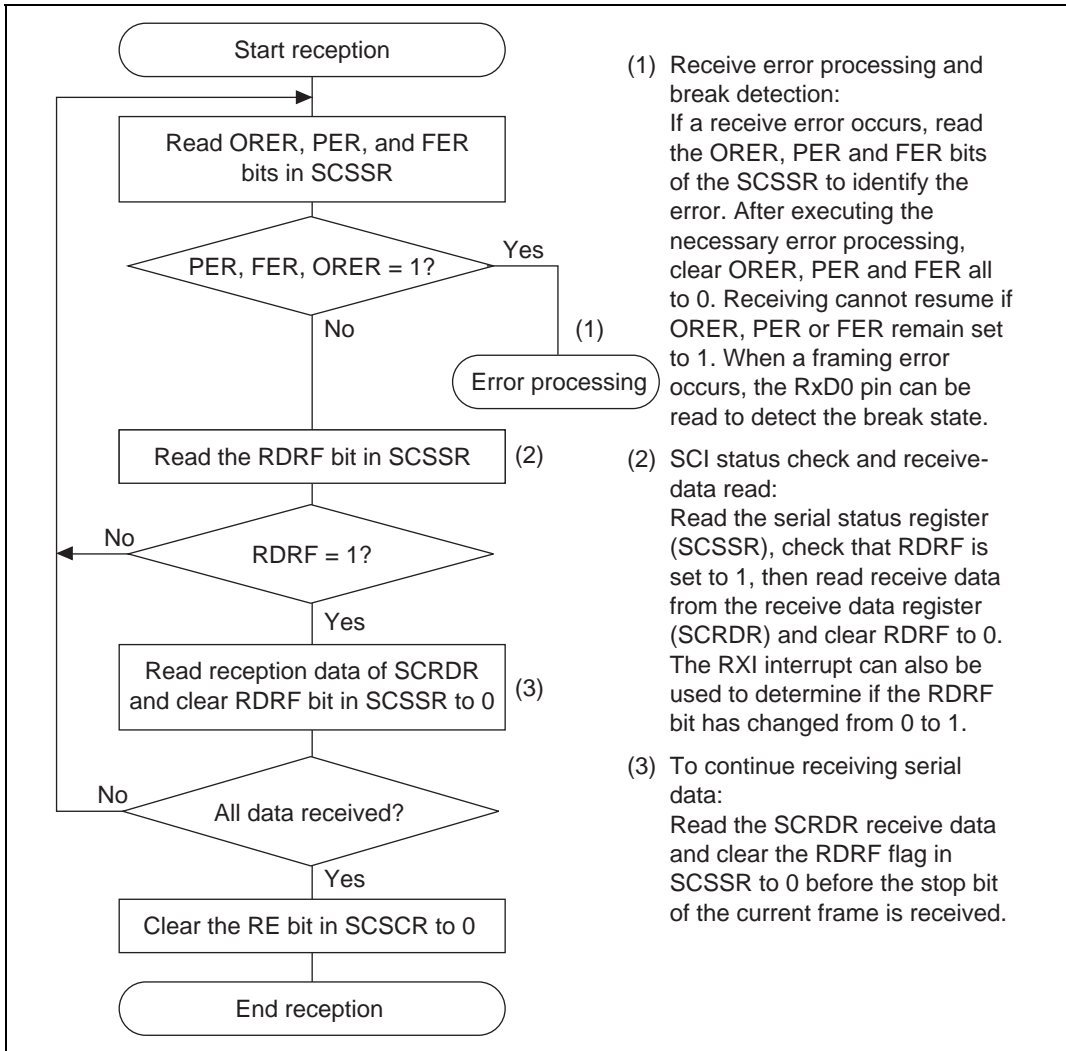 Start reception
Read ORER, PER, and FER
bits in SCSSR
PER, FER, ORER = 1?
Yes
No
(1)
Error processing
Read the RDRF bit in SCSSR
(2)
No
RDRF = 1?
Yes
Read reception data of SCRDR
and clear RDRF bit in SCSSR to 0
(3)
No
All data received?
Yes
Clear the RE bit in SCSCR to 0
End reception
(1) Receive error processing and
break detection:
If a receive error occurs, read
the ORER, PER and FER bits
of the SCSSR to identify the
error. After executing the
necessary error processing,
clear ORER, PER and FER all
to 0. Receiving cannot resume if
ORER, PER or FER remain set
to 1. When a framing error
occurs, the RxD0 pin can be
read to detect the break state.
(2) SCI status check and receive-
data read:
Read the serial status register
(SCSSR), check that RDRF is
set to 1, then read receive data
from the receive data register
(SCRDR) and clear RDRF to 0.
The RXI interrupt can also be
used to determine if the RDRF
bit has changed from 0 to 1.
(3) To continue receiving serial
data:
Read the SCRDR receive data
and clear the RDRF flag in
SCSSR to 0 before the stop bit
of the current frame is received.